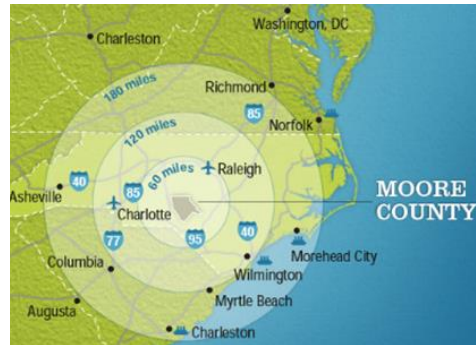 Washington, DC
Charleston
180 miles
Richmond
85
120 miles
Norfolk
60 miles
Raleigh
40
85
Asheville
Charlotte
MOORE
COUNTY
77
95
40
Morehead City
Columbia
Wilmington
Myrtle Beach
Augusta
Charleston